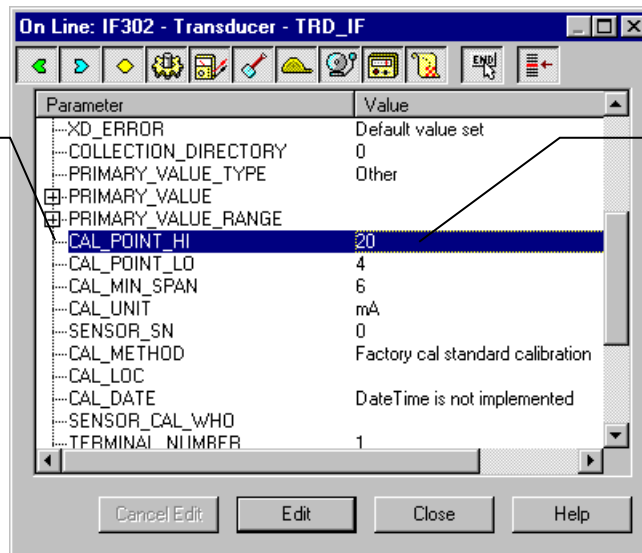 On Line: IF302 - Transducer - TRD_IF
END
Parameter Value
XD_ERROR Default value set
COLLECTION_DIRECTORY 0
PRIMARY_VALUE_TYPE Other
PRIMARY_VALUE
PRIMARY_VALUE_RANGE
CAL_POINT_HI 20
CAL_POINT_LO 4
CAL_MIN_SPAN 6
CAL_UNIT mA
SENSOR_SN 0
CAL_METHOD Factory cal standard calibration
CAL_LOC
CAL_DATE DateTime is not implemented
SENSOR_CAL_WHO
TERMINAL_NUMBER 1
Cancel Edit Edit Close Help